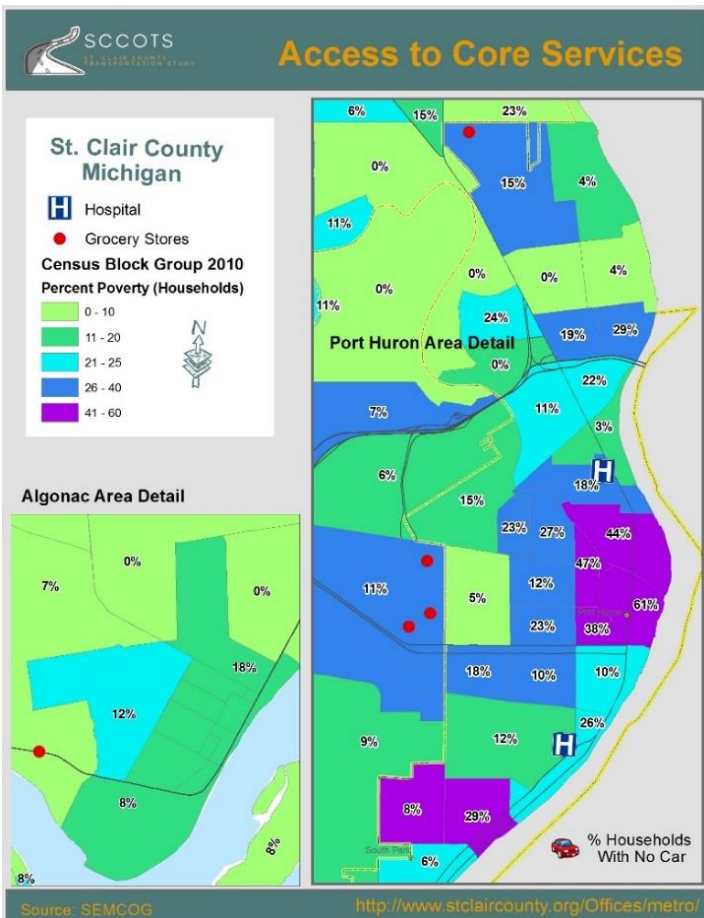 SCCOTS
ST. CLAIR COUNTY
TRANSPORTATION STUDY
Access to Core Services
St. Clair County
Michigan
H Hospital
Grocery Stores
Census Block Group 2010
Percent Poverty (Households)
0 - 10
11 - 20
21 - 25
26 - 40
41 - 60
N
Algonac Area Detail
7%
0%
0%
18%
12%
8%
8%
8%
6%
15%
23%
0%
15%
4%
11%
11%
0%
0%
0%
4%
24%
19%
29%
Port Huron Area Detail
0%
22%
11%
7%
3%
H
18%
6%
15%
23%
27%
44%
47%
11%
12%
5%
61%
Port Huron
23%
38%
18%
10%
10%
26%
9%
12%
H
8%
29%
South Park
6%
% Households
With No Car
Source: SEMCOG
http://www.stclaircounty.org/Offices/metro/